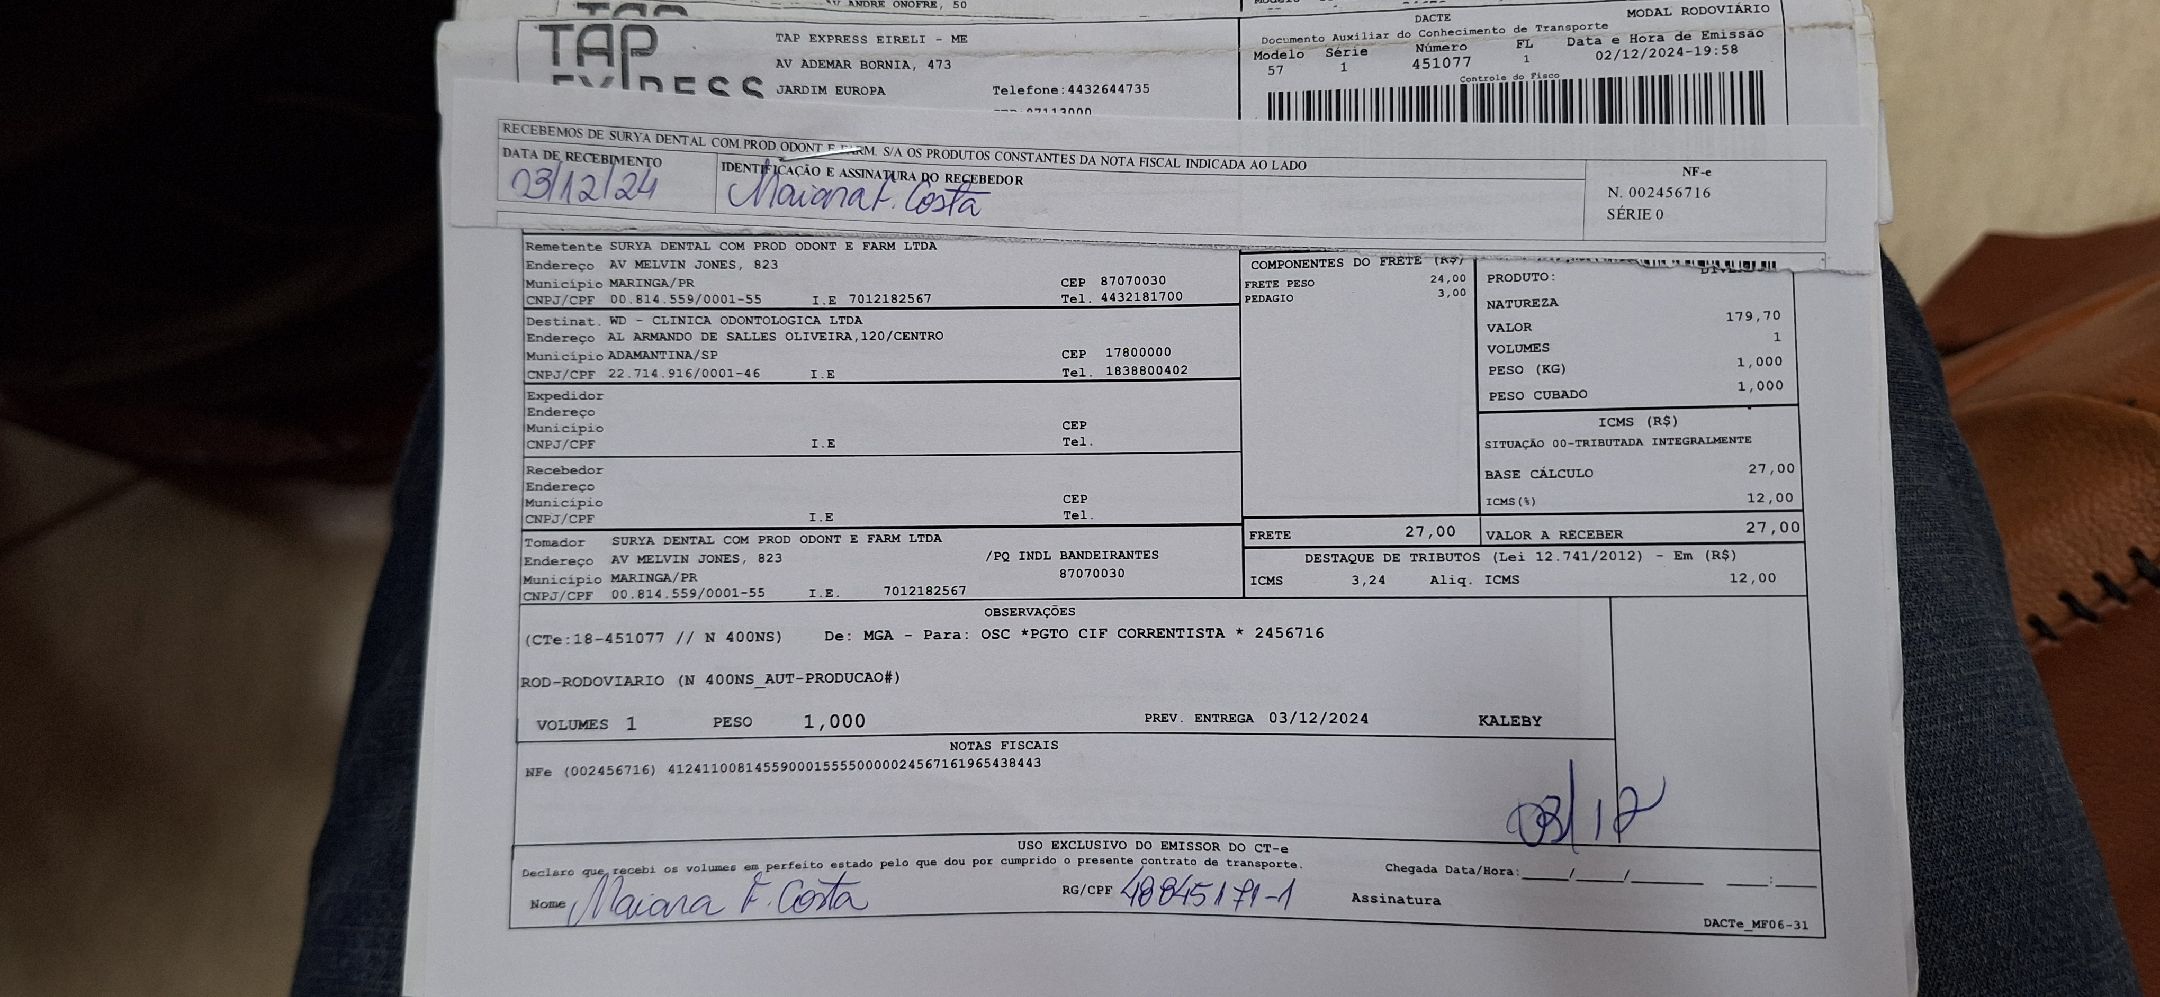 AV ANDRE ONOFRE, 50
TAP
TAP EXPRESS EIRELI - ME
AV ADEMAR BORNIA, 473
JARDIM EUROPA
Telefone:4432644735
EXPRESS
DACTE
MODAL RODOVIÁRIO
Documento Auxiliar do Conhecimento de Transporte
Modelo Série Número FL Data e Hora de Emissão
57 1 451077 1 02/12/2024-19:58
Controle do Fisco
RECEBEMOS DE SURYA DENTAL COM PROD ODONT E FARM. S/A OS PRODUTOS CONSTANTES DA NOTA FISCAL INDICADA AO LADO
DATA DE RECEBIMENTO
03/12/24
IDENTIFICAÇÃO E ASSINATURA DO RECEBEDOR
Maiara F. Costa
NF-e
N. 002456716
SÉRIE 0
Remetente SURYA DENTAL COM PROD ODONT E FARM LTDA
Endereço AV MELVIN JONES, 823
Município MARINGA/PR CEP 87070030
CNPJ/CPF 00.814.559/0001-55 I.E 7012182567 Tel. 4432181700
Destinat. WD - CLINICA ODONTOLOGICA LTDA
Endereço AL ARMANDO DE SALLES OLIVEIRA,120/CENTRO
Município ADAMANTINA/SP CEP 17800000
CNPJ/CPF 22.714.916/0001-46 I.E Tel. 1838800402
Expedidor
Endereço
Município CEP
CNPJ/CPF I.E Tel.
Recebedor
Endereço
Município CEP
CNPJ/CPF I.E Tel.
Tomador SURYA DENTAL COM PROD ODONT E FARM LTDA
Endereço AV MELVIN JONES, 823 /PQ INDL BANDEIRANTES
Município MARINGA/PR 87070030
CNPJ/CPF 00.814.559/0001-55 I.E. 7012182567
COMPONENTES DO FRETE (R$)
FRETE PESO 24,00
PEDAGIO 3,00
PRODUTO:
NATUREZA
VALOR 179,70
VOLUMES 1
PESO (KG) 1,000
PESO CUBADO 1,000
ICMS (R$)
SITUAÇÃO 00-TRIBUTADA INTEGRALMENTE
BASE CÁLCULO 27,00
ICMS(%) 12,00
FRETE 27,00 VALOR A RECEBER 27,00
DESTAQUE DE TRIBUTOS (Lei 12.741/2012) - Em (R$)
ICMS 3,24 Aliq. ICMS 12,00
OBSERVAÇÕES
(CTe:18-451077 // N 400NS) De: MGA - Para: OSC *PGTO CIF CORRENTISTA * 2456716
ROD-RODOVIARIO (N 400NS_AUT-PRODUCAO#)
VOLUMES 1 PESO 1,000 PREV. ENTREGA 03/12/2024 KALEBY
NOTAS FISCAIS
NFe (002456716) 41241100814559000155550000024567161965438443
03/12
USO EXCLUSIVO DO EMISSOR DO CT-e
Declaro que recebi os volumes em perfeito estado pelo que dou por cumprido o presente contrato de transporte.
Chegada Data/Hora:____/____/______ ___:___
Nome Maiara F. Costa RG/CPF 48845171-1 Assinatura
DACTe_MF06-31